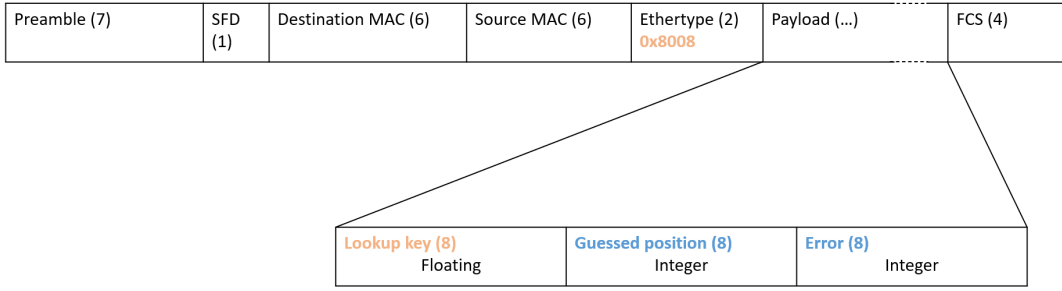 Preamble (7)
SFD
(1)
Destination MAC (6)
Source MAC (6)
Ethertype (2)
0x8008
Payload (...)
FCS (4)
Lookup key (8)
Floating
Guessed position (8)
Integer
Error (8)
Integer